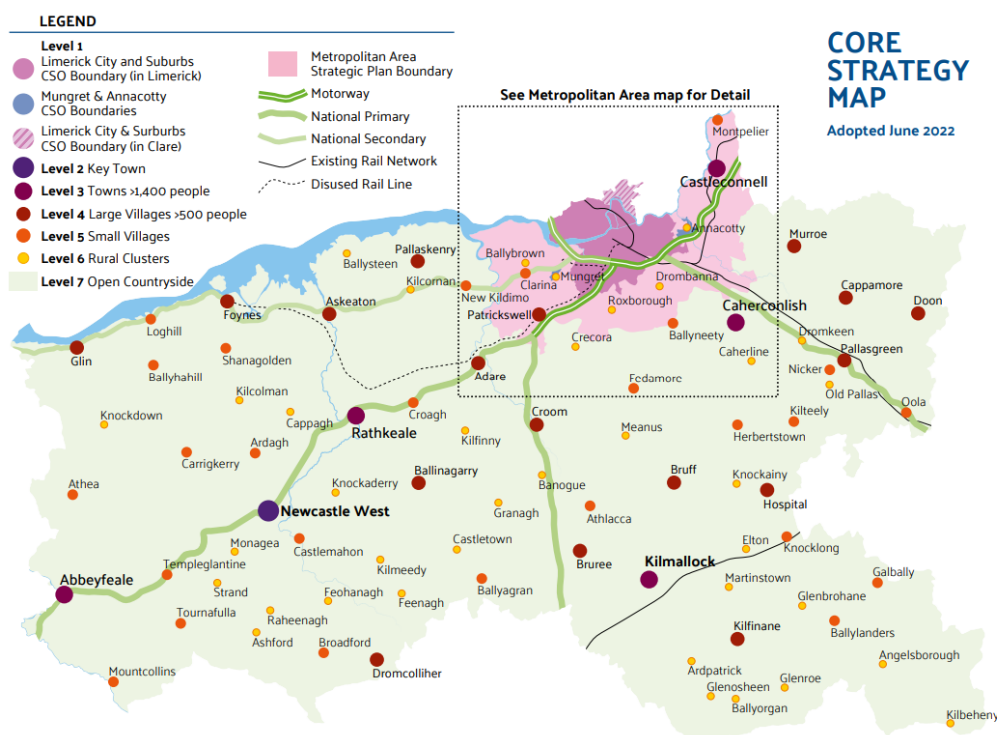 LEGEND
Level 1
Limerick City and Suburbs
CSO Boundary (in Limerick)
Mungret & Annacotty
CSO Boundaries
Limerick City & Surburbs
CSO Boundary (in Clare)
Level 2 Key Town
Level 3 Towns >1,400 people
Level 4 Large Villages >500 people
Level 5 Small Villages
Level 6 Rural Clusters
Level 7 Open Countryside
Metropolitan Area
Strategic Plan Boundary
Motorway
National Primary
National Secondary
Existing Rail Network
Disused Rail Line
CORE
STRATEGY
MAP
Adopted June 2022
See Metropolitan Area map for Detail
Montpelier
Castleconnell
Annacotty
Murroe
Ballybrown
Pallaskenry
Ballysteen
Kilcornan
Clarina
Mungret
Drombanna
Cappamore
New Kildimo
Roxborough
Doon
Foynes
Askeaton
Patrickswell
Caherconlish
Loghill
Crecora
Ballyneety
Dromkeen
Glin
Shanagolden
Caherline
Pallasgreen
Ballyhahill
Adare
Fedamore
Nicker
Kilcolman
Old Pallas
Knockdown
Cappagh
Croagh
Croom
Kilteely
Oola
Rathkeale
Kilfinny
Meanus
Herbertstown
Ardagh
Carrigkerry
Athea
Knockaderry
Ballinagarry
Banogue
Bruff
Knockainy
Hospital
Newcastle West
Granagh
Athlacca
Monagea
Castlemahon
Castletown
Elton
Knocklong
Templeglantine
Kilmeedy
Bruree
Kilmallock
Abbeyfeale
Strand
Feohanagh
Feenagh
Ballyagran
Martinstown
Galbally
Tournafulla
Raheenagh
Glenbrohane
Ashford
Broadford
Kilfinane
Ballylanders
Mountcollins
Dromcolliher
Ardpatrick
Angelsborough
Glenosheen
Glenroe
Ballyorgan
Kilbeheny